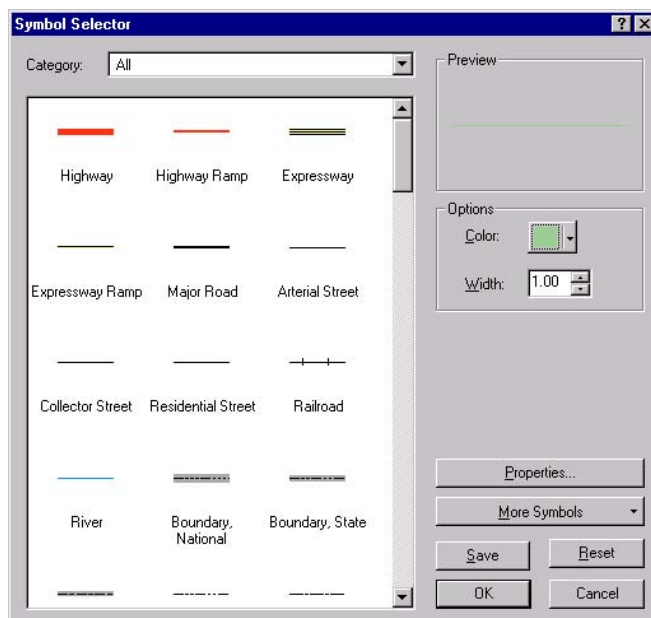 Symbol Selector
Category: All
Highway Highway Ramp Expressway
Expressway Ramp Major Road Arterial Street
Collector Street Residential Street Railroad
River Boundary, National Boundary, State
Preview
Options
Color:
Width: 1.00
Properties...
More Symbols
Save Reset
OK Cancel